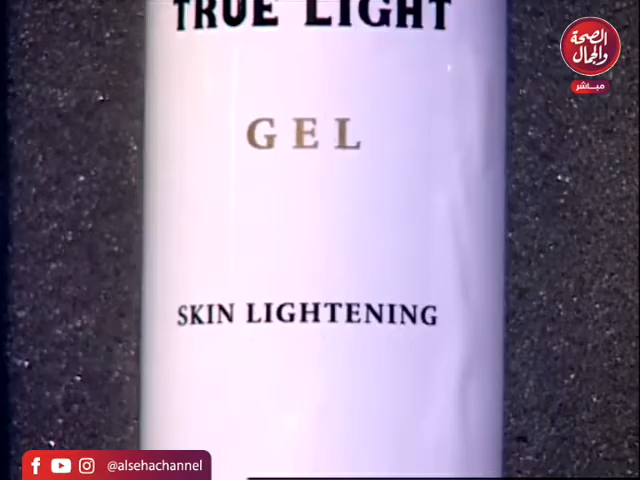 TRUE LIGHT
GEL
SKIN LIGHTENING
الصحة
والجمال
مباشر
@alsehachannel